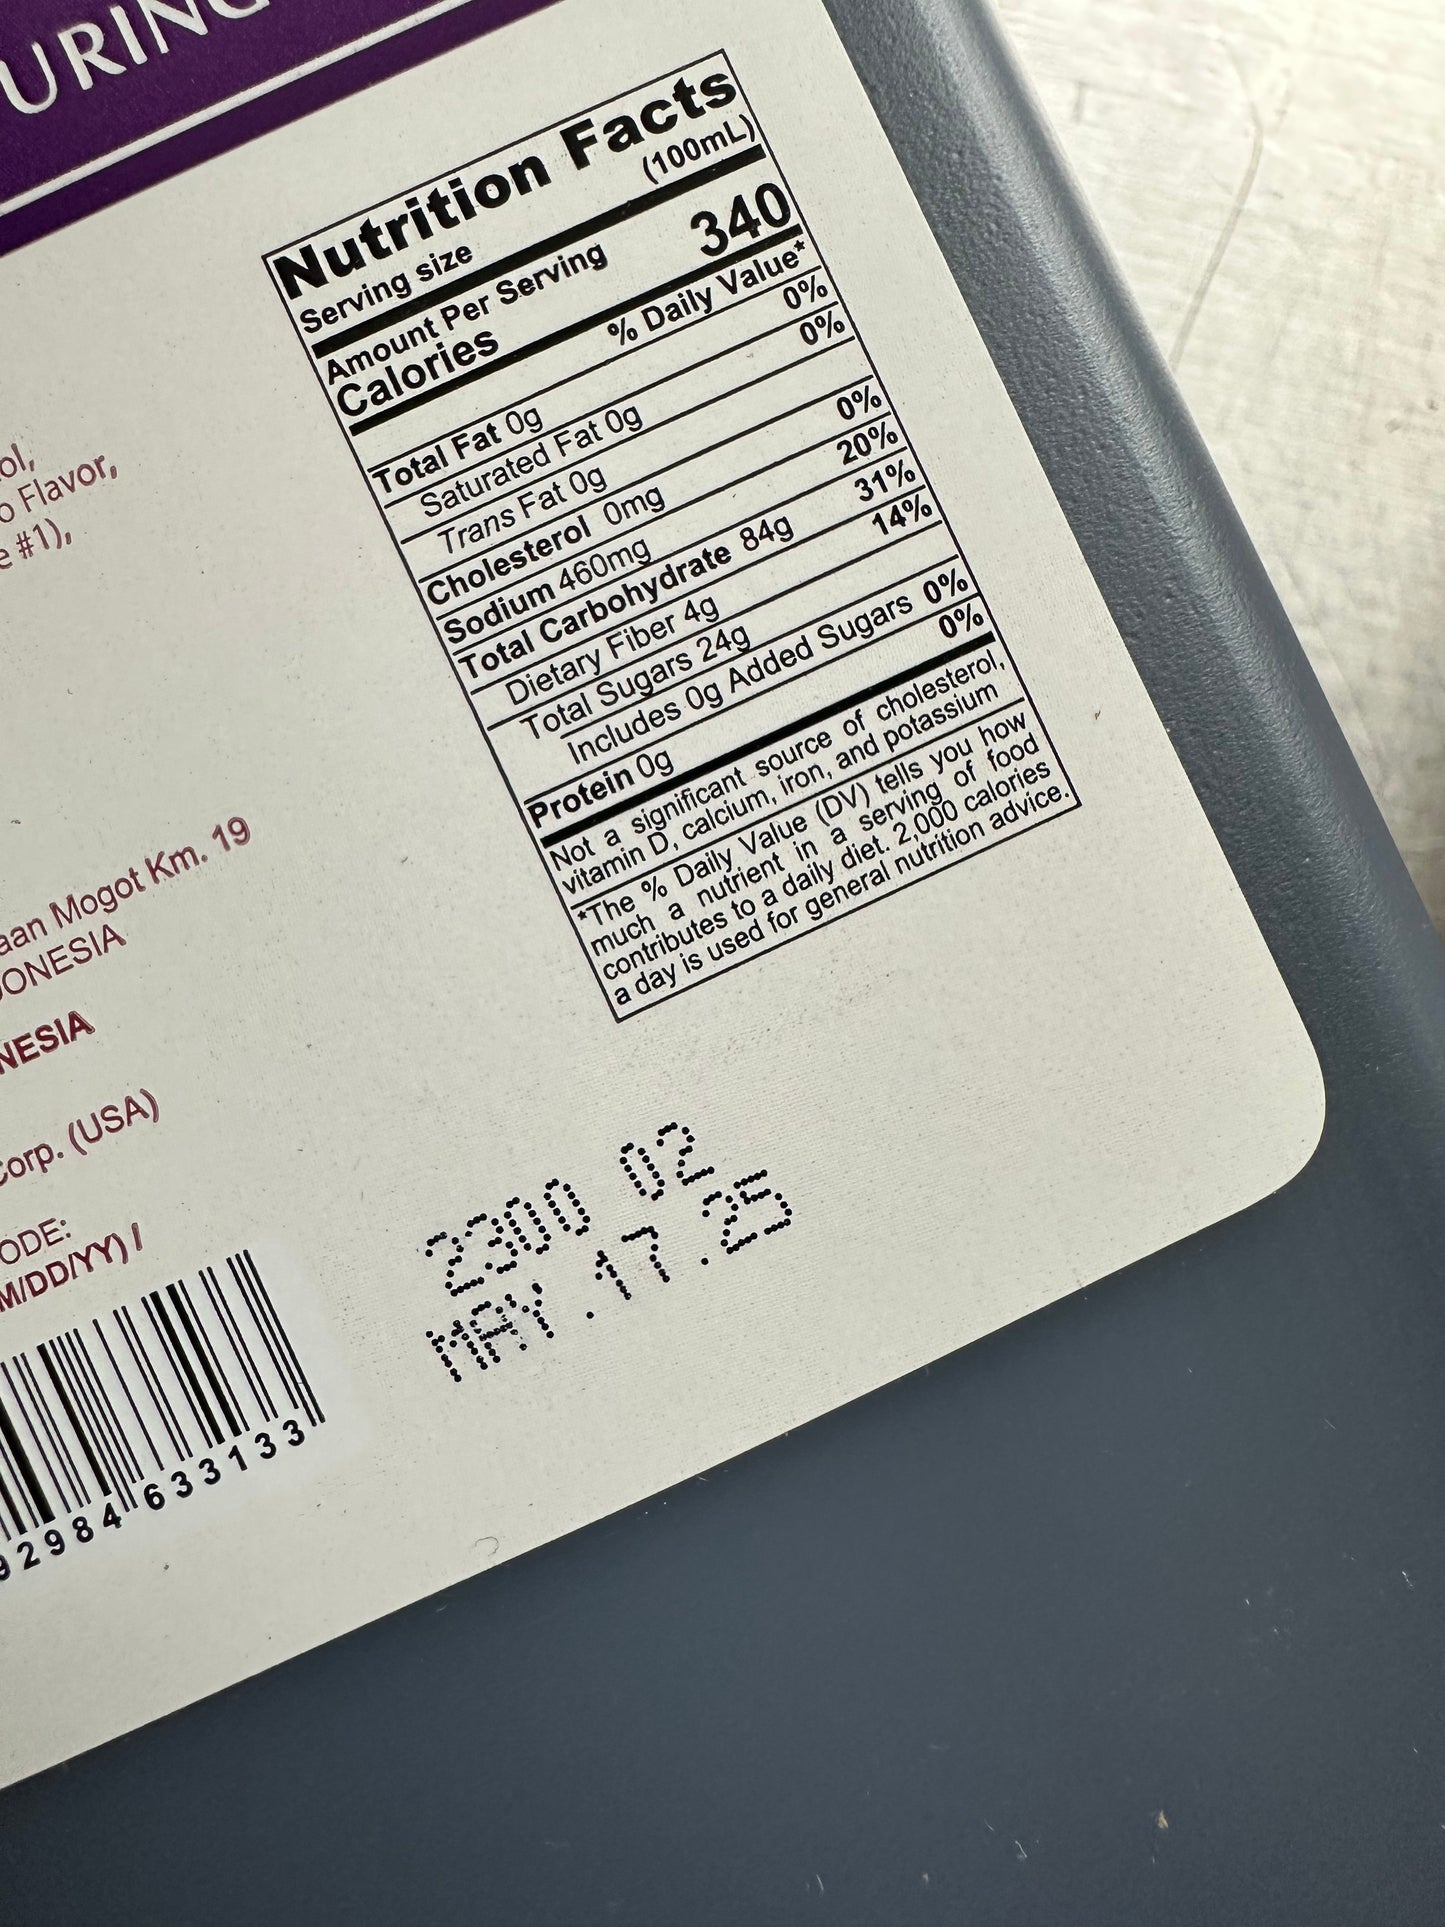 URING
Nutrition Facts
Serving size (100mL)
Amount Per Serving
Calories 340
% Daily Value*
Total Fat 0g 0%
Saturated Fat 0g 0%
Trans Fat 0g
Cholesterol 0mg 0%
Sodium 460mg 20%
Total Carbohydrate 84g 31%
Dietary Fiber 4g 14%
Total Sugars 24g
Includes 0g Added Sugars 0%
Protein 0g 0%
Not a significant source of cholesterol,
vitamin D, calcium, iron, and potassium
*The % Daily Value (DV) tells you how
much a nutrient in a serving of food
contributes to a daily diet. 2,000 calories
a day is used for general nutrition advice.
ol,
o Flavor,
e #1),
aan Mogot Km. 19
ONESIA
NESIA
Corp. (USA)
ODE:
M/DD/YY) /
2300 02
MAY.17.25
92984 633133